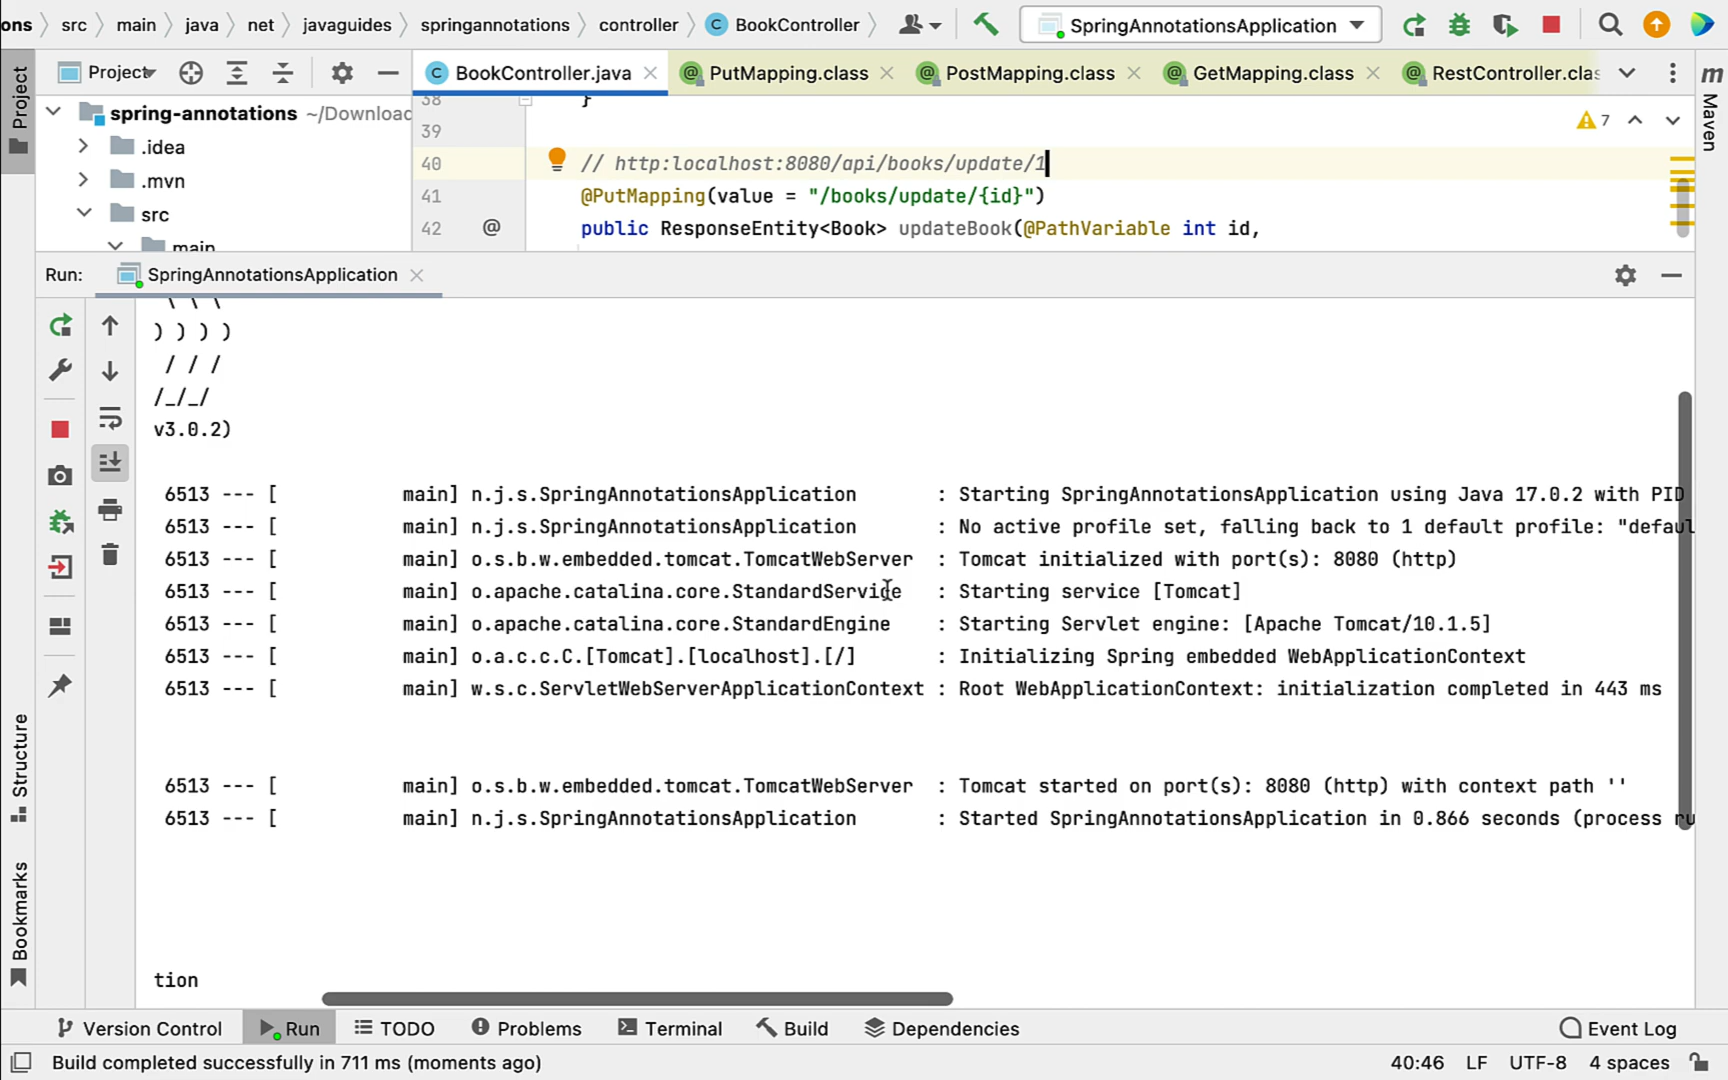 ons src main java net javaguides springannotations controller BookController SpringAnnotationsApplication
Project BookController.java PutMapping.class PostMapping.class GetMapping.class RestController.clas
spring-annotations ~/Downloac
.idea
.mvn
src
main
38 }
39
7
40 // http:localhost:8080/api/books/update/1
41 @PutMapping(value = "/books/update/{id}")
42 @ public ResponseEntity<Book> updateBook(@PathVariable int id,
Run: SpringAnnotationsApplication
\ \ \
) ) ) )
/ / /
/_/_/
v3.0.2)
6513 --- [ main] n.j.s.SpringAnnotationsApplication : Starting SpringAnnotationsApplication using Java 17.0.2 with PID
6513 --- [ main] n.j.s.SpringAnnotationsApplication : No active profile set, falling back to 1 default profile: "defaul
6513 --- [ main] o.s.b.w.embedded.tomcat.TomcatWebServer : Tomcat initialized with port(s): 8080 (http)
6513 --- [ main] o.apache.catalina.core.StandardService : Starting service [Tomcat]
6513 --- [ main] o.apache.catalina.core.StandardEngine : Starting Servlet engine: [Apache Tomcat/10.1.5]
6513 --- [ main] o.a.c.c.C.[Tomcat].[localhost].[/] : Initializing Spring embedded WebApplicationContext
6513 --- [ main] w.s.c.ServletWebServerApplicationContext : Root WebApplicationContext: initialization completed in 443 ms
6513 --- [ main] o.s.b.w.embedded.tomcat.TomcatWebServer : Tomcat started on port(s): 8080 (http) with context path ''
6513 --- [ main] n.j.s.SpringAnnotationsApplication : Started SpringAnnotationsApplication in 0.866 seconds (process ru
tion
Project
Structure
Bookmarks
m Maven
Version Control Run TODO Problems Terminal Build Dependencies Event Log
Build completed successfully in 711 ms (moments ago) 40:46 LF UTF-8 4 spaces